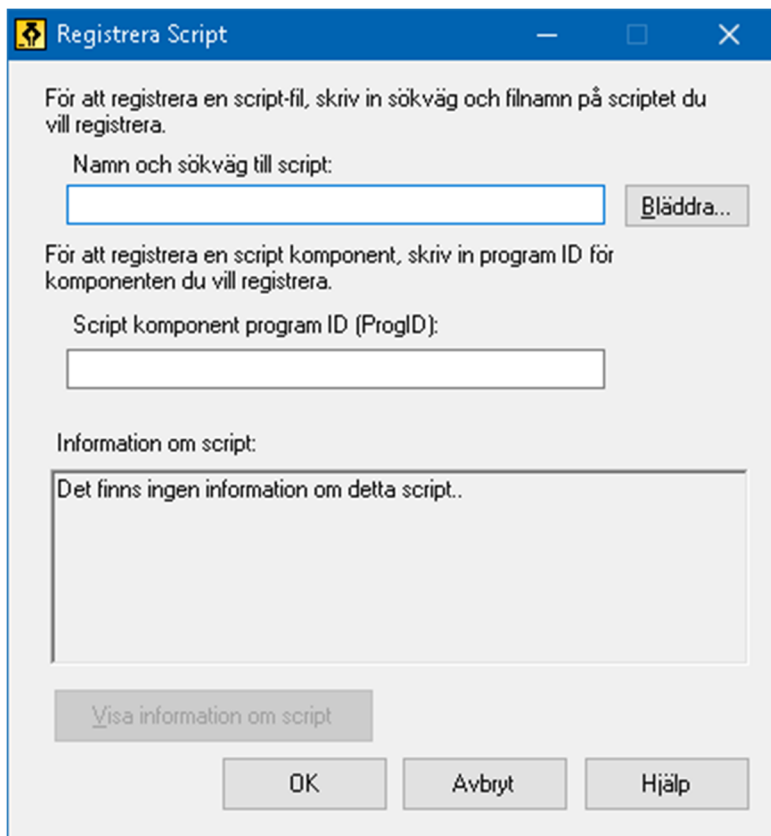 Registrera Script
För att registrera en script-fil, skriv in sökväg och filnamn på scriptet du
vill registrera.
Namn och sökväg till script:
Bläddra...
För att registrera en script komponent, skriv in program ID för
komponenten du vill registrera.
Script komponent program ID (ProgID):
Information om script:
Det finns ingen information om detta script..
Visa information om script
OK Avbryt Hjälp